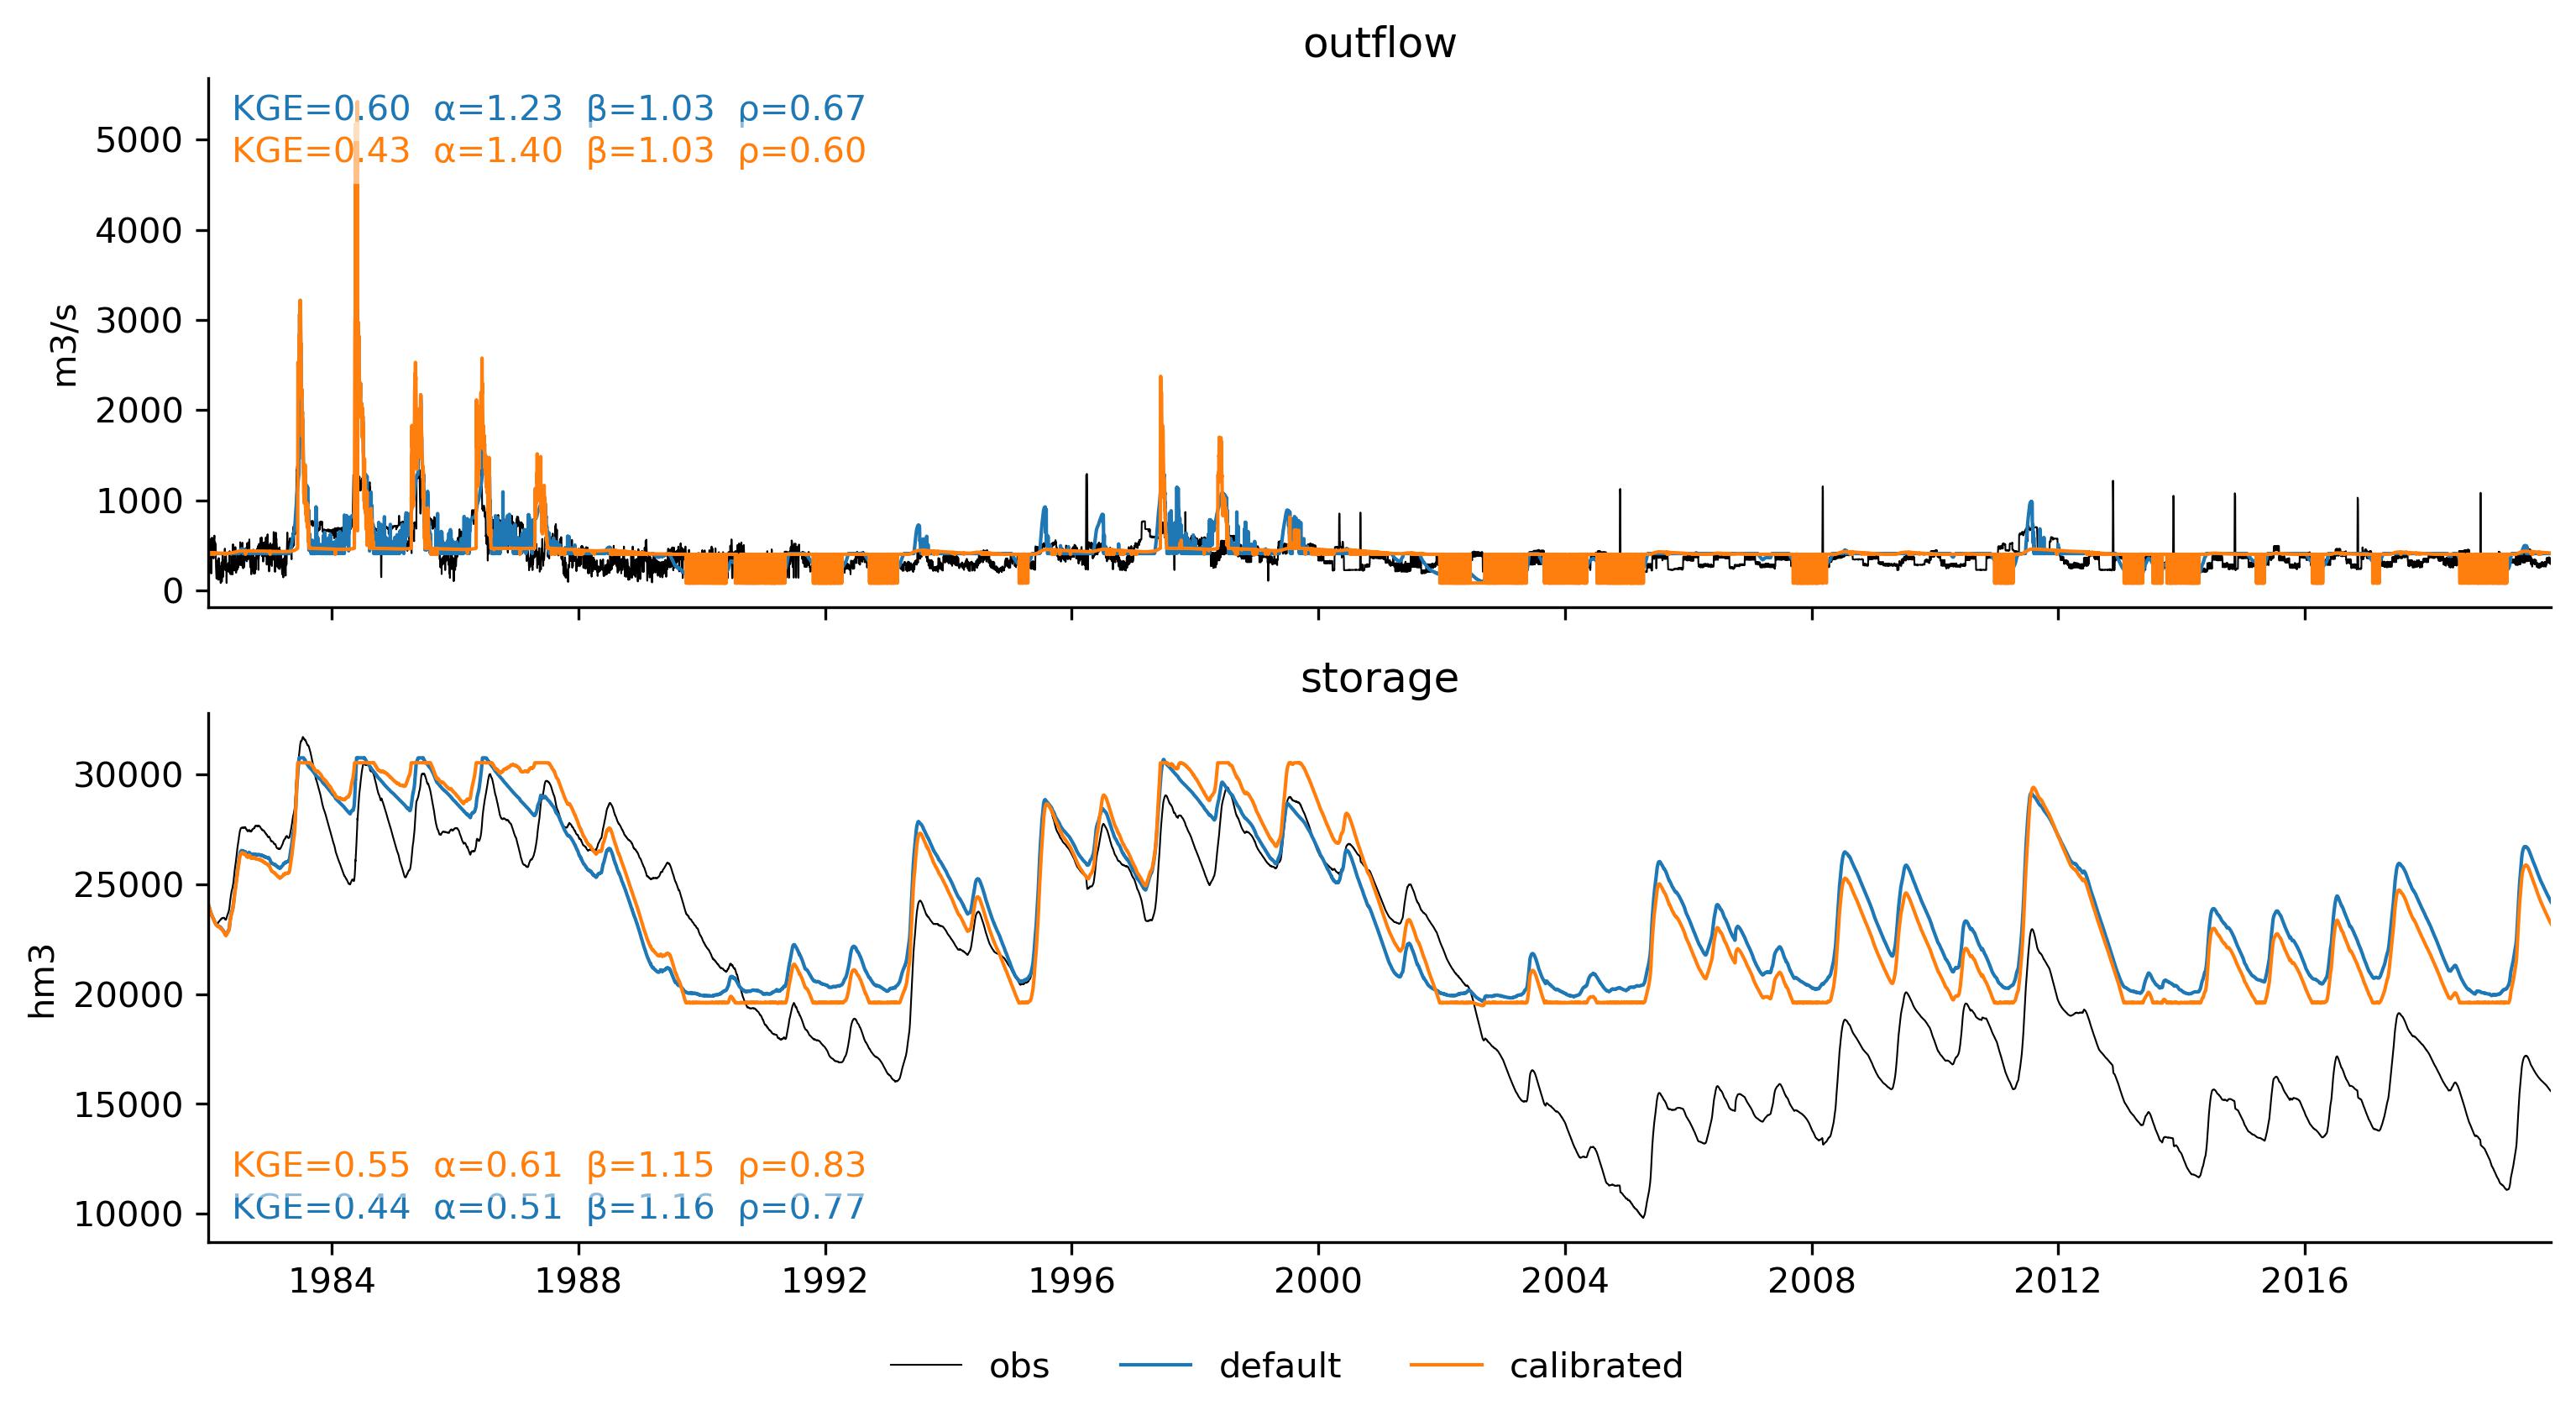 outflow
KGE=0.60 α=1.23 β=1.03 ρ=0.67
KGE=0.43 α=1.40 β=1.03 ρ=0.60
m3/s
5000
4000
3000
2000
1000
0
storage
hm3
30000
25000
20000
15000
10000
KGE=0.55 α=0.61 β=1.15 ρ=0.83
KGE=0.44 α=0.51 β=1.16 ρ=0.77
1984 1988 1992 1996 2000 2004 2008 2012 2016
obs default calibrated